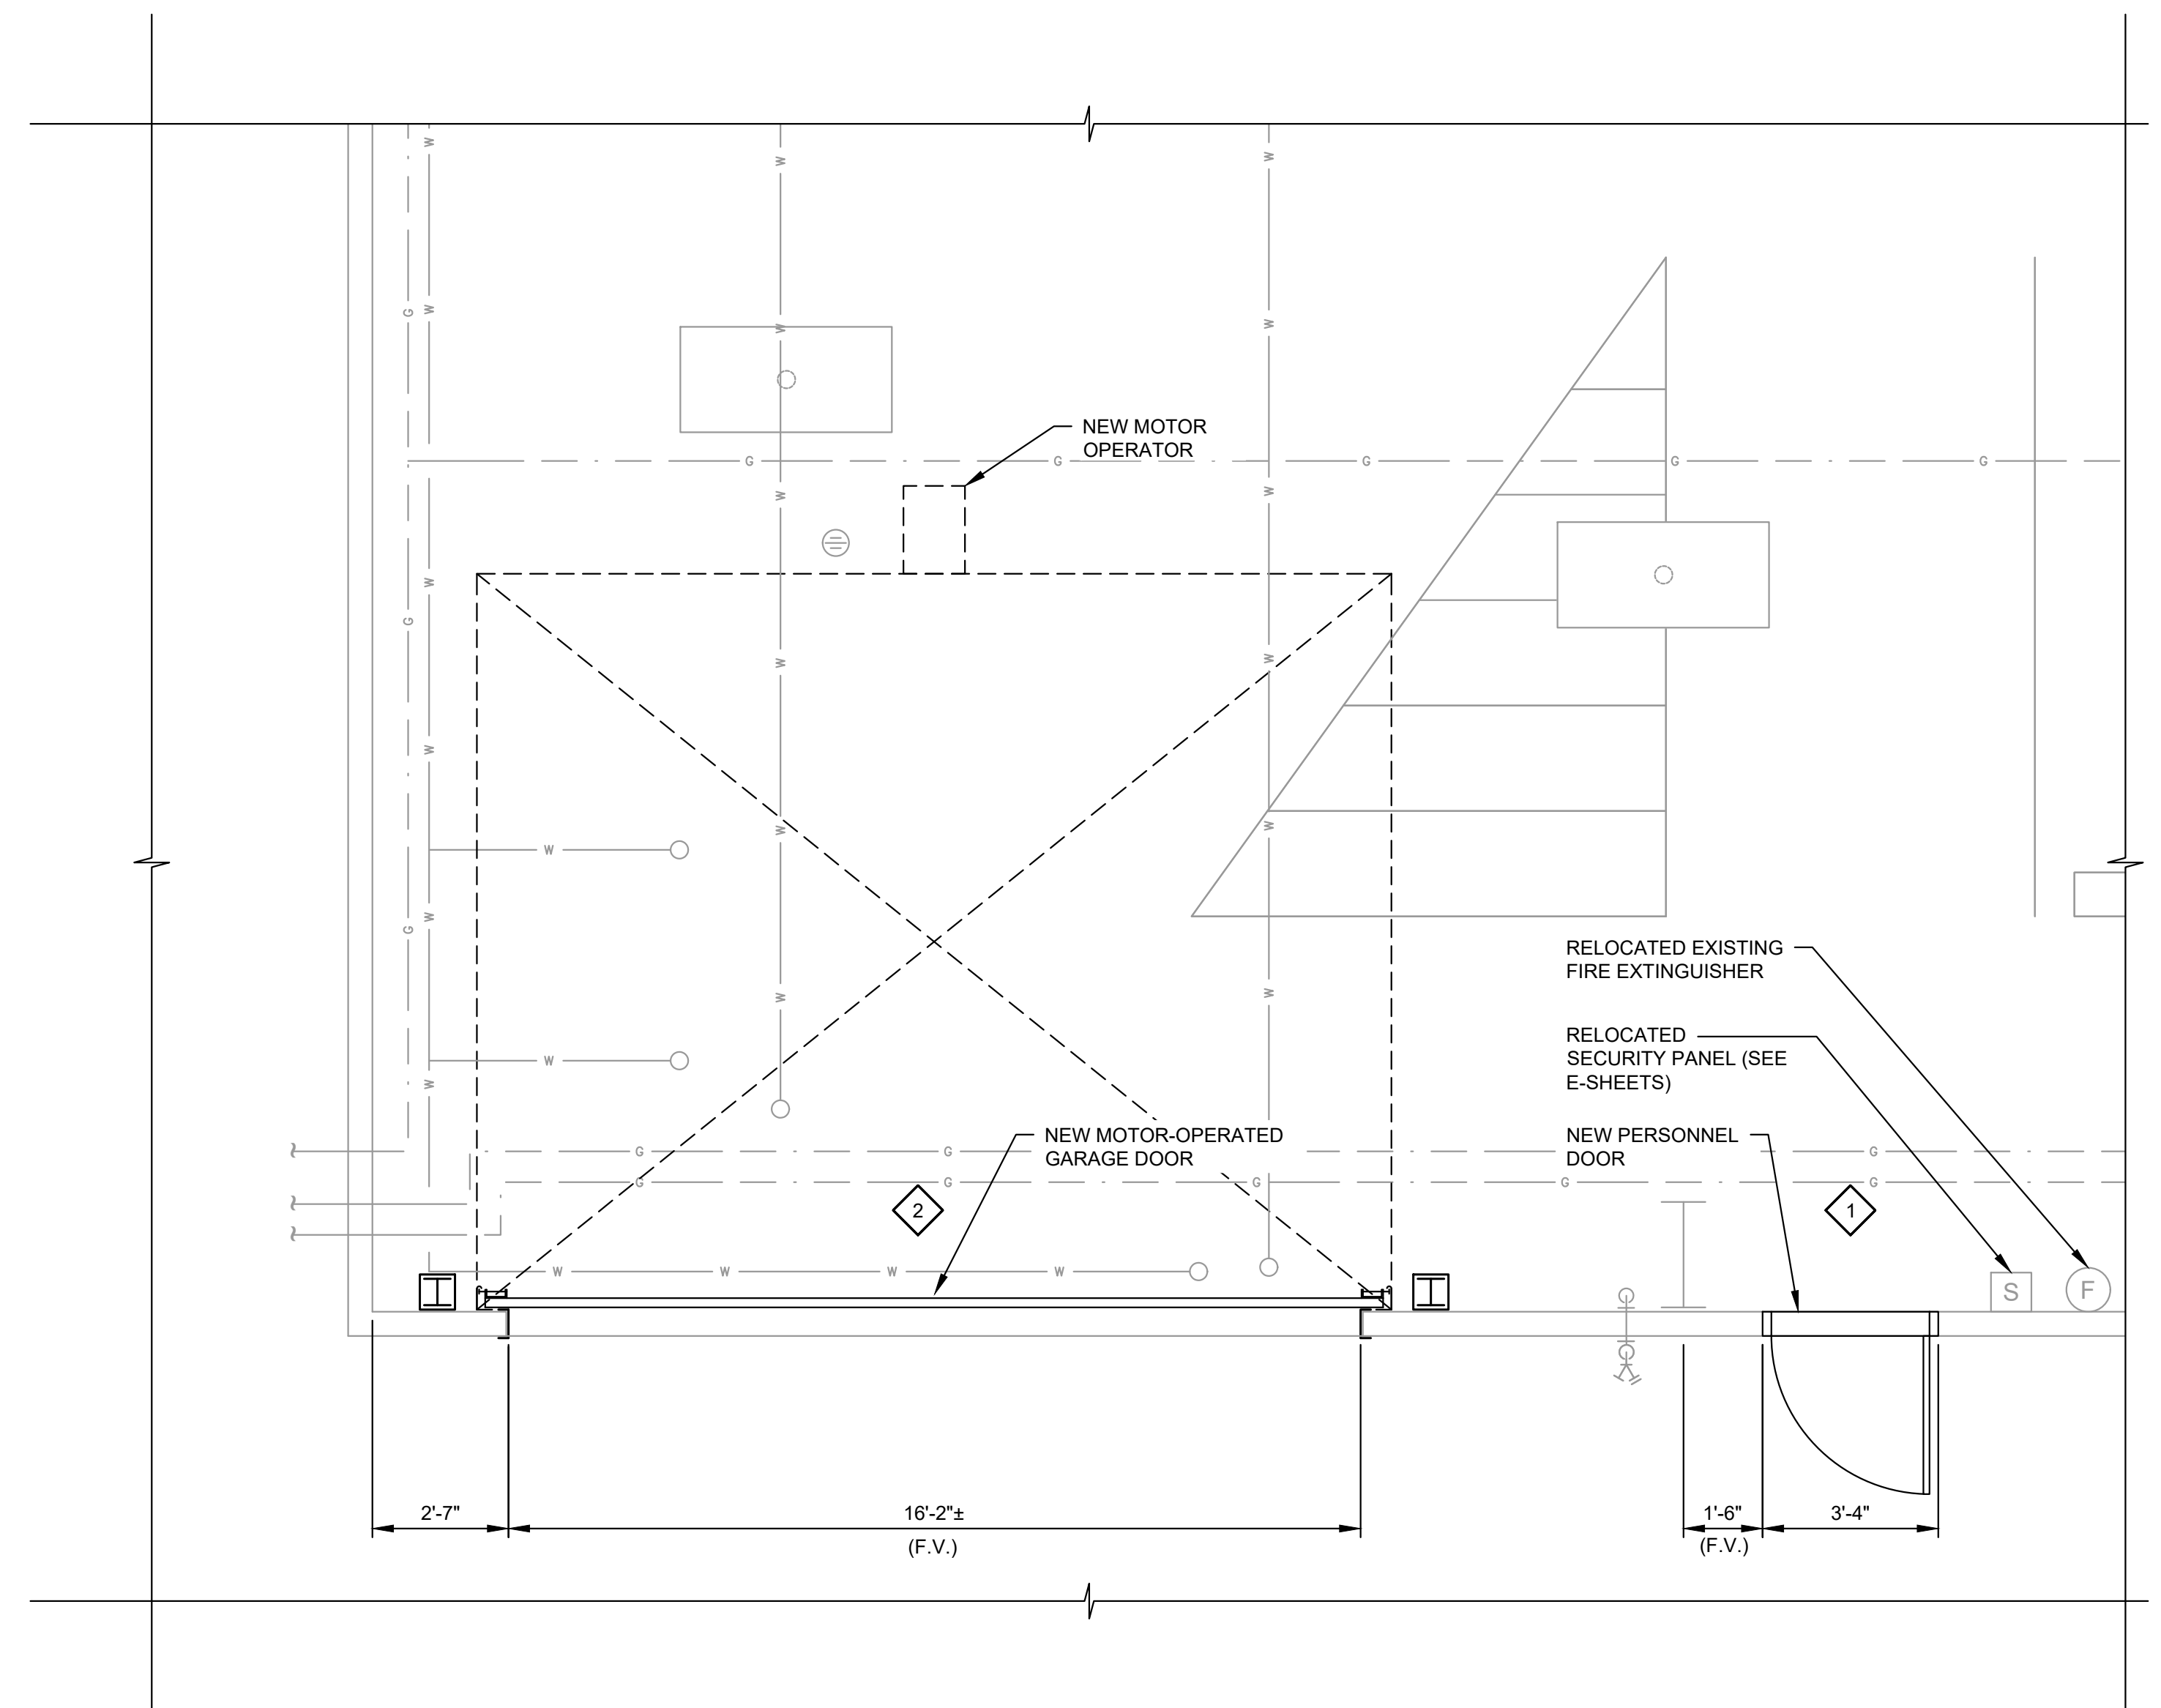 W
W
W
W
G
W
W
W
W
NEW MOTOR
OPERATOR
G
G
G
G
G
W
W
W
G
W
W
W
W
W
W
W
W
G
W
W
W
RELOCATED EXISTING
FIRE EXTINGUISHER
RELOCATED
SECURITY PANEL (SEE
E-SHEETS)
W
W
NEW MOTOR-OPERATED
GARAGE DOOR
NEW PERSONNEL
DOOR
G
G
G
G
G
G
G
G
2
1
W
W
W
W
S
F
2'-7"
16'-2"±
(F.V.)
1'-6"
(F.V.)
3'-4"